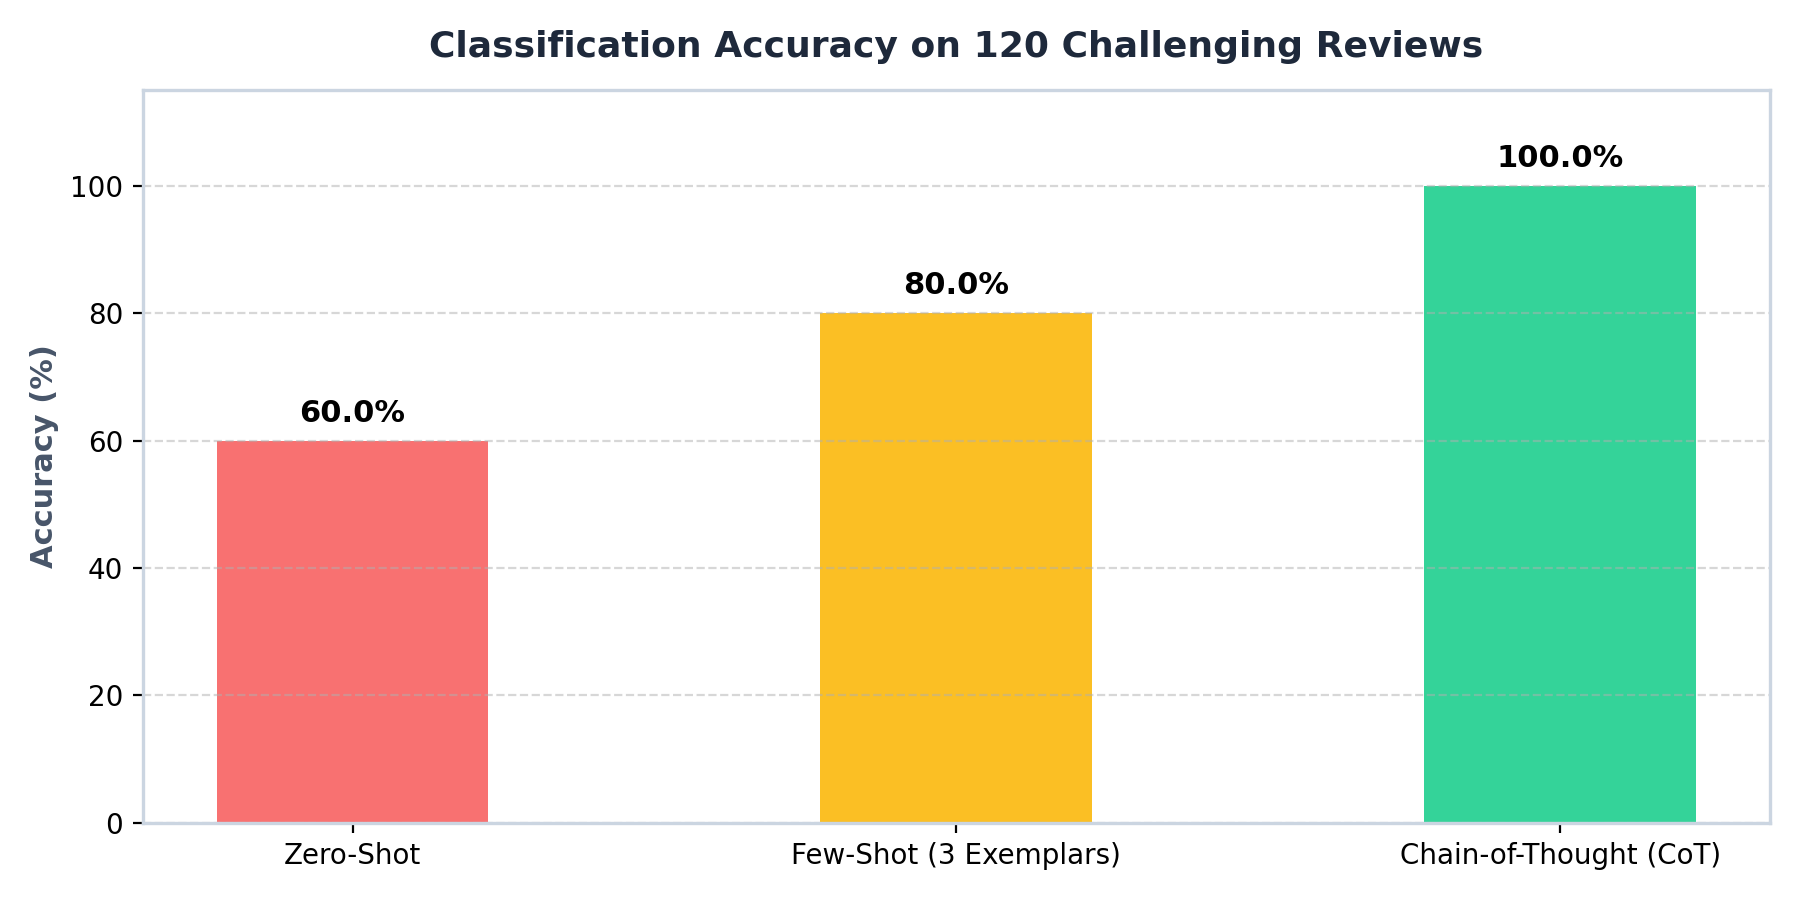 Classification Accuracy on 120 Challenging Reviews
Accuracy (%)
100
80
60
40
20
0
60.0%
80.0%
100.0%
Zero-Shot
Few-Shot (3 Exemplars)
Chain-of-Thought (CoT)